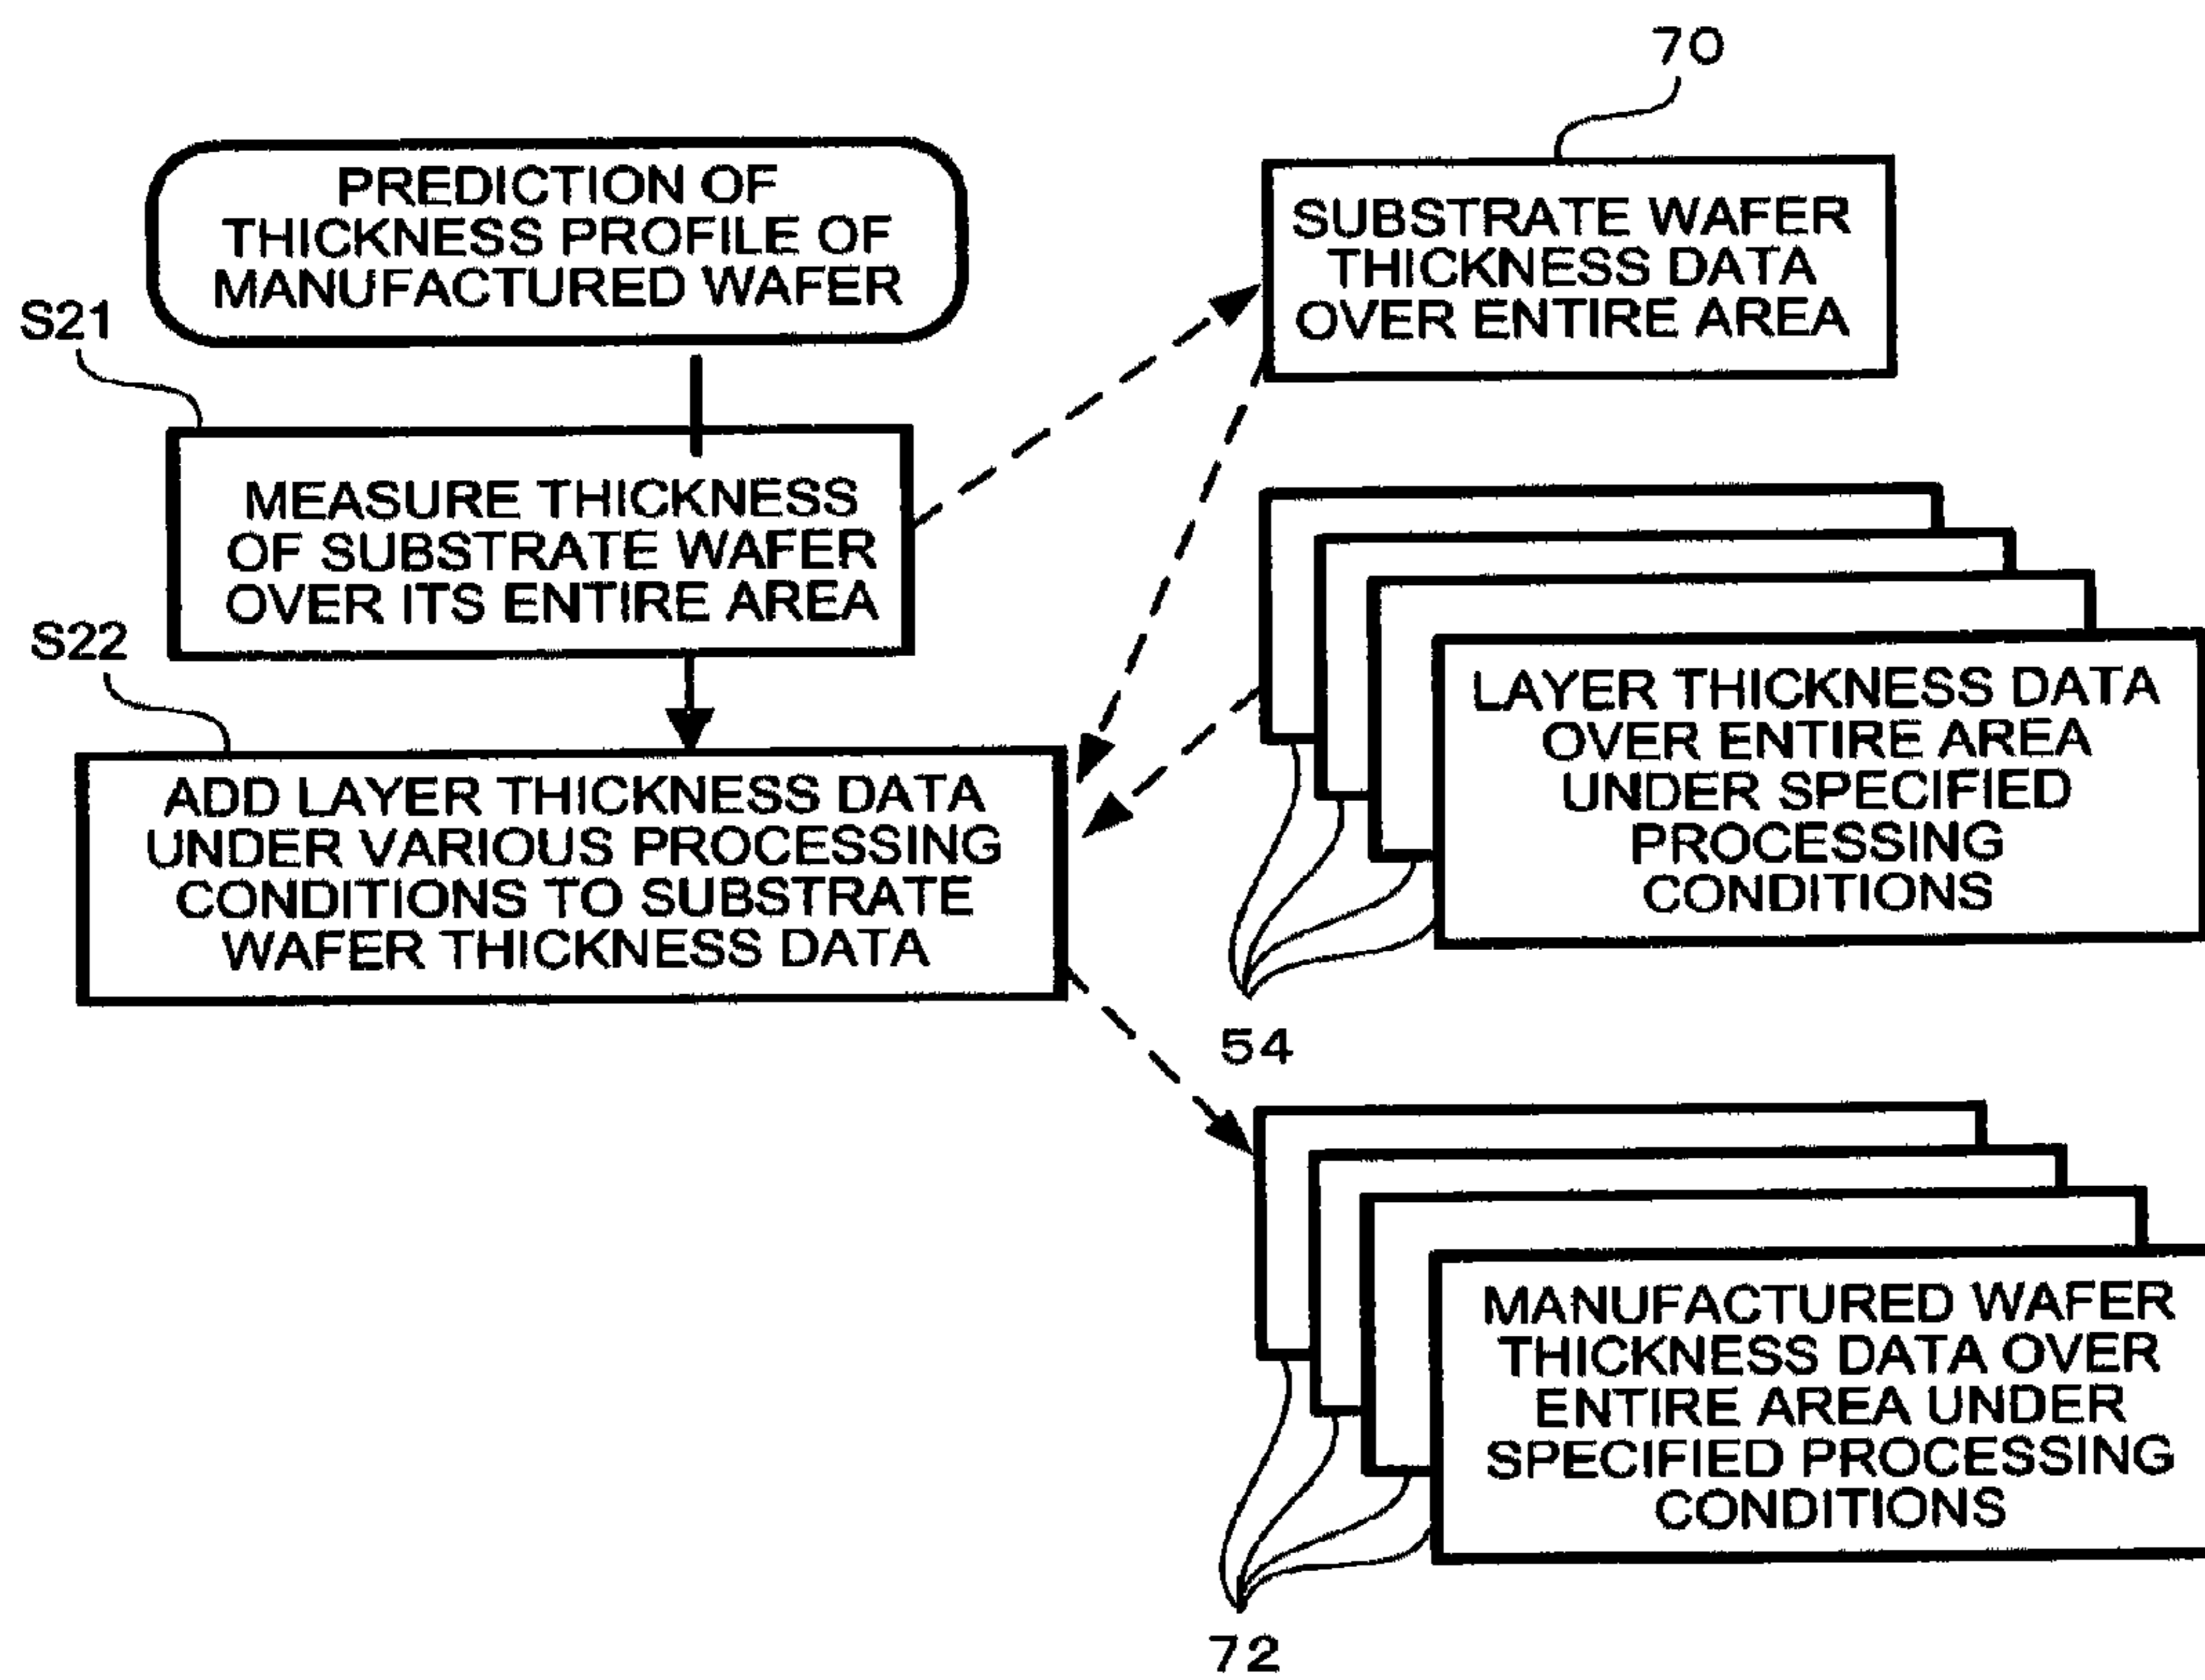 70
PREDICTION OF
THICKNESS PROFILE OF
MANUFACTURED WAFER
SUBSTRATE WAFER
THICKNESS DATA
OVER ENTIRE AREA
S21
MEASURE THICKNESS
OF SUBSTRATE WAFER
OVER ITS ENTIRE AREA
S22
ADD LAYER THICKNESS DATA
UNDER VARIOUS PROCESSING
CONDITIONS TO SUBSTRATE
WAFER THICKNESS DATA
LAYER THICKNESS DATA
OVER ENTIRE AREA
UNDER SPECIFIED
PROCESSING
CONDITIONS
54
MANUFACTURED WAFER
THICKNESS DATA OVER
ENTIRE AREA UNDER
SPECIFIED PROCESSING
CONDITIONS
72